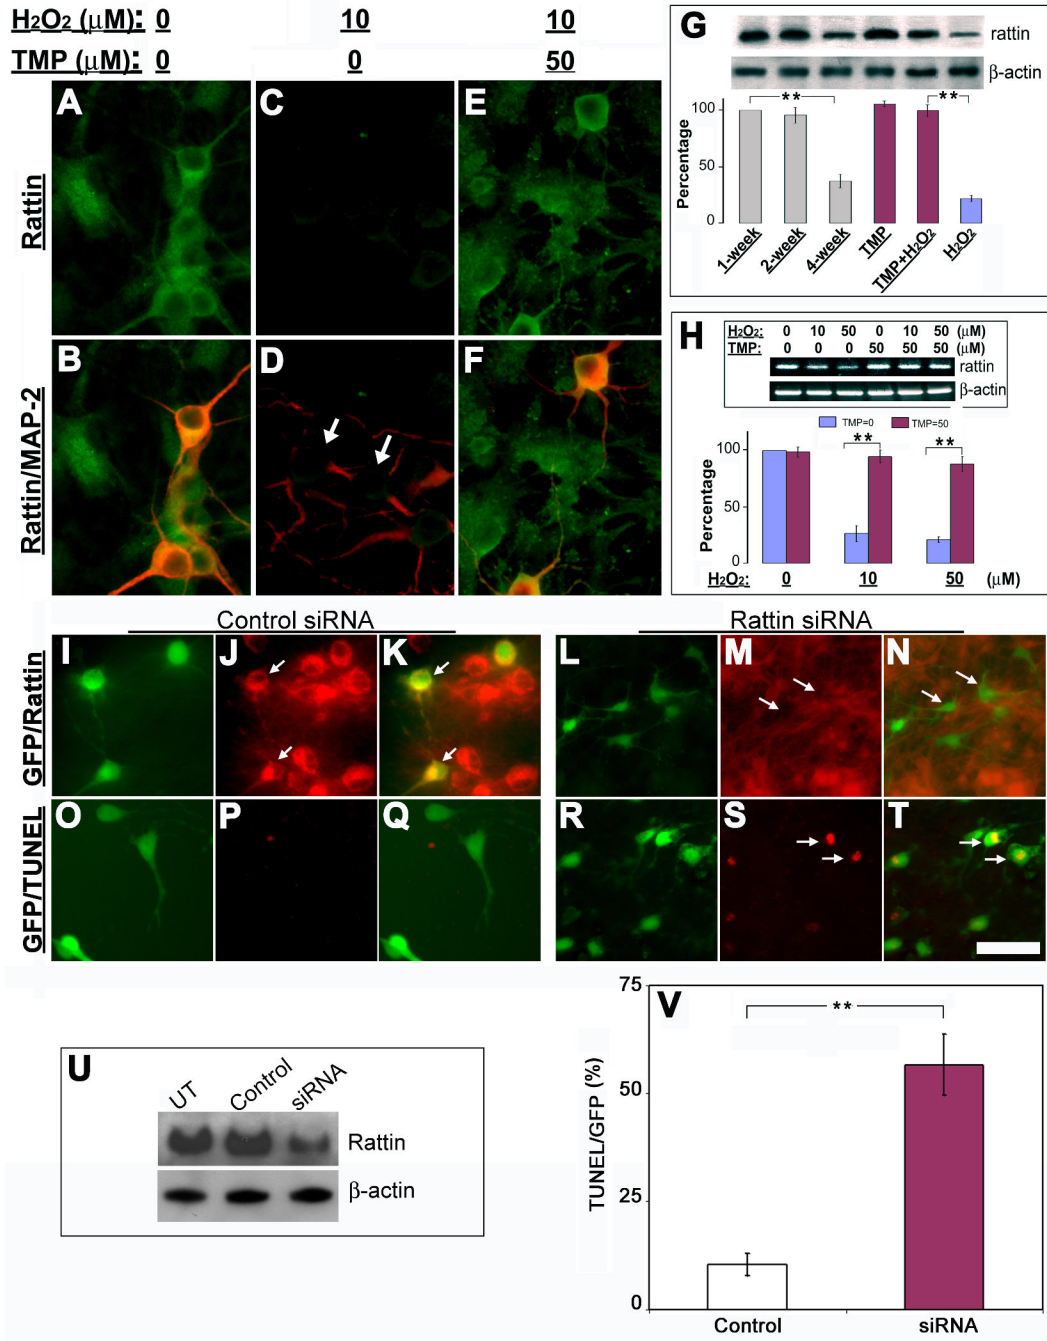 H2O2 (μM): 0 10 10
TMP (μM): 0 0 50
Rattin
A
C
E
Rattin/MAP-2
B
D
F
G
rattin
β-actin
Percentage
100
50
0
**
**
1-week
2-week
4-week
TMP
TMP+H2O2
H2O2
H
H2O2: 0 10 50 0 10 50 (μM)
TMP: 0 0 0 50 50 50 (μM)
rattin
β-actin
TMP=0
TMP=50
Percentage
100
50
0
**
**
H2O2: 0 10 50 (μM)
Control siRNA
Rattin siRNA
GFP/Rattin
I
J
K
L
M
N
GFP/TUNEL
O
P
Q
R
S
T
U
UT
Control
siRNA
Rattin
β-actin
V
TUNEL/GFP (%)
75
50
25
0
**
Control
siRNA